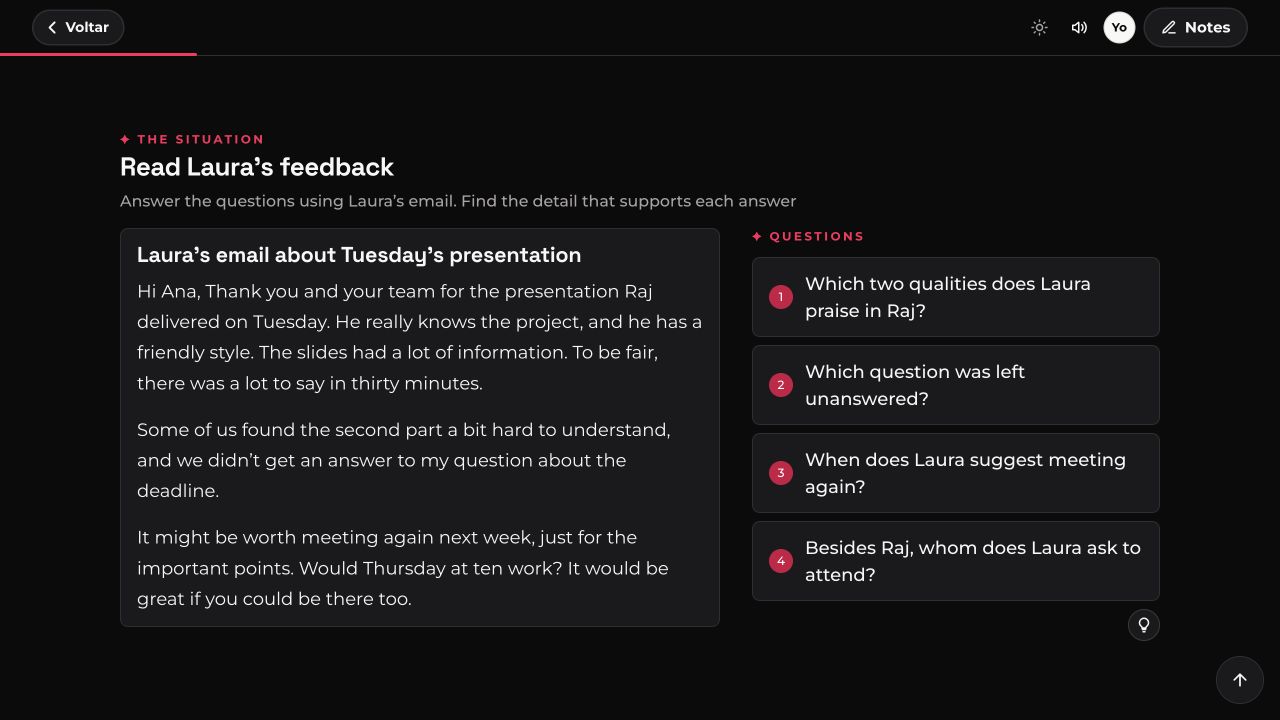 Voltar
Yo
Notes
THE SITUATION
Read Laura’s feedback
Answer the questions using Laura’s email. Find the detail that supports each answer
Laura’s email about Tuesday’s presentation
Hi Ana, Thank you and your team for the presentation Raj
delivered on Tuesday. He really knows the project, and he has a
friendly style. The slides had a lot of information. To be fair,
there was a lot to say in thirty minutes.
Some of us found the second part a bit hard to understand,
and we didn’t get an answer to my question about the
deadline.
It might be worth meeting again next week, just for the
important points. Would Thursday at ten work? It would be
great if you could be there too.
QUESTIONS
1
Which two qualities does Laura
praise in Raj?
2
Which question was left
unanswered?
3
When does Laura suggest meeting
again?
4
Besides Raj, whom does Laura ask to
attend?